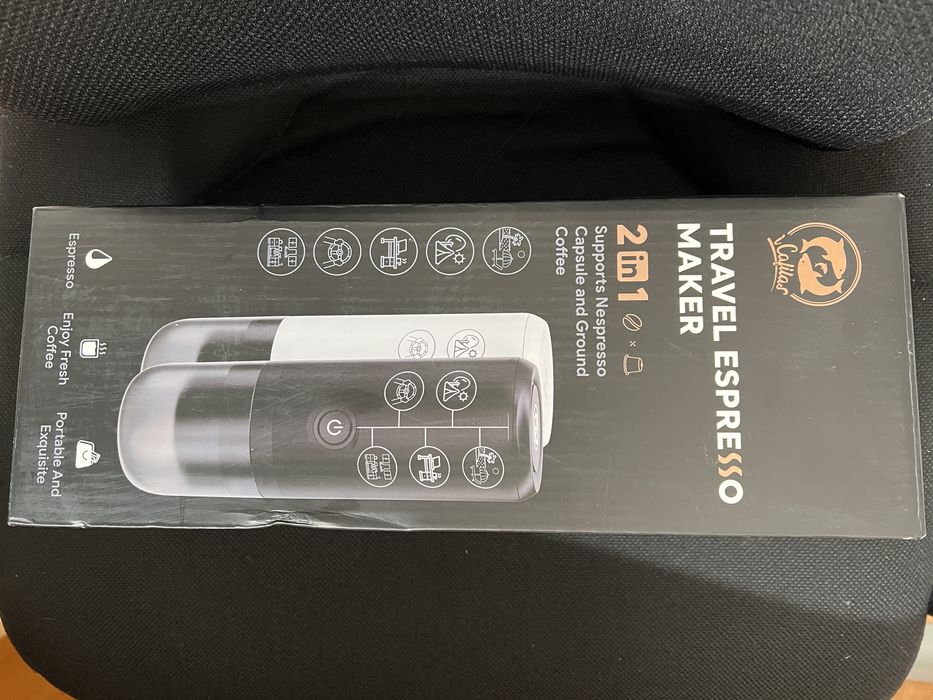 Cafillas
TRAVEL ESPRESSO
MAKER
2 in 1
Supports Nespresso
Capsule and Ground
Coffee
Espresso
Enjoy Fresh
Coffee
Portable And
Exquisite